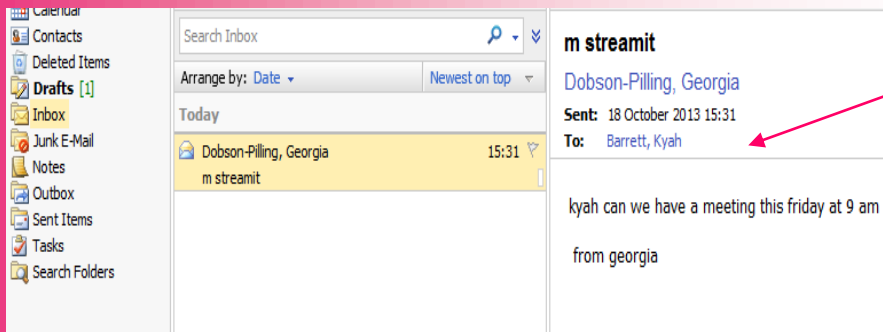 Calendar
Contacts
Deleted Items
Drafts [1]
Inbox
Junk E-Mail
Notes
Outbox
Sent Items
Tasks
Search Folders
Search Inbox
Arrange by: Date Newest on top
Today
Dobson-Pilling, Georgia 15:31
m streamit
m streamit
Dobson-Pilling, Georgia
Sent: 18 October 2013 15:31
To: Barrett, Kyah
kyah can we have a meeting this friday at 9 am
from georgia